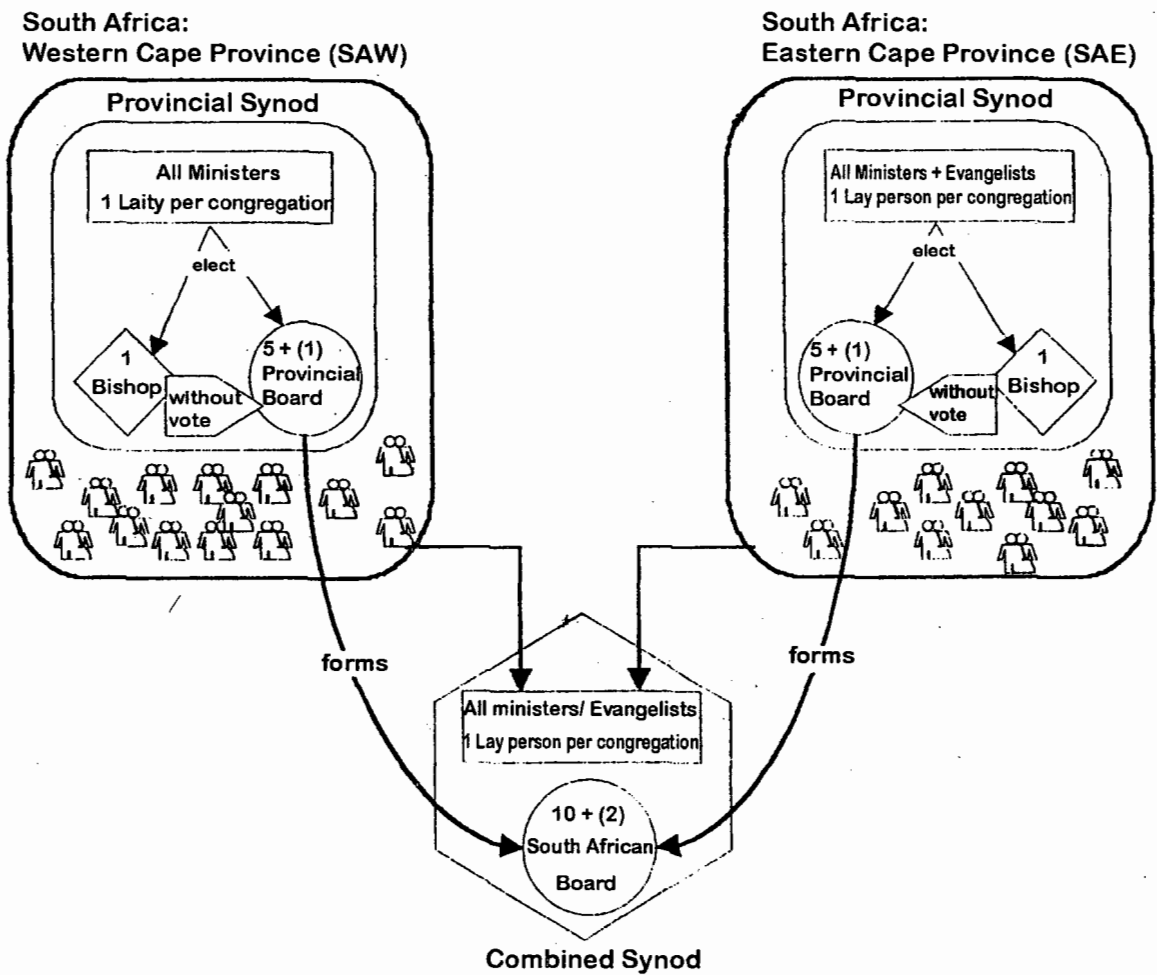 South Africa:
Western Cape Province (SAW)
Provincial Synod
All Ministers
1 Laity per congregation
elect
1
Bishop
without
vote
5 + (1)
Provincial
Board
South Africa:
Eastern Cape Province (SAE)
Provincial Synod
All Ministers + Evangelists
1 Lay person per congregation
elect
5 + (1)
Provincial
Board
without
vote
1
Bishop
forms
forms
All ministers/ Evangelists
1 Lay person per congregation
10 + (2)
South African
Board
Combined Synod